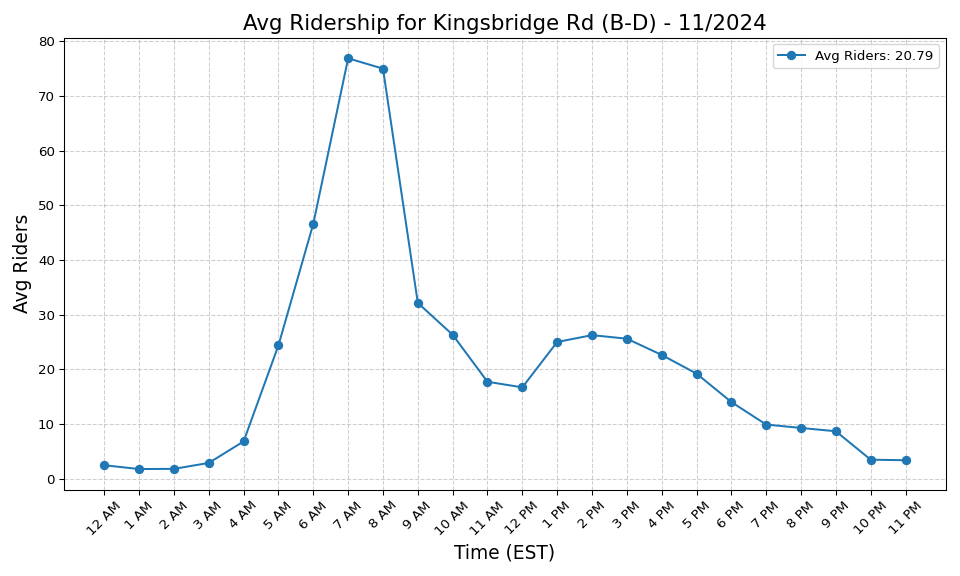 Avg Ridership for Kingsbridge Rd (B-D) - 11/2024
Avg Riders: 20.79
Avg Riders
80
70
60
50
40
30
20
10
0
12 AM
1 AM
2 AM
3 AM
4 AM
5 AM
6 AM
7 AM
8 AM
9 AM
10 AM
11 AM
12 PM
1 PM
2 PM
3 PM
4 PM
5 PM
6 PM
7 PM
8 PM
9 PM
10 PM
11 PM
Time (EST)